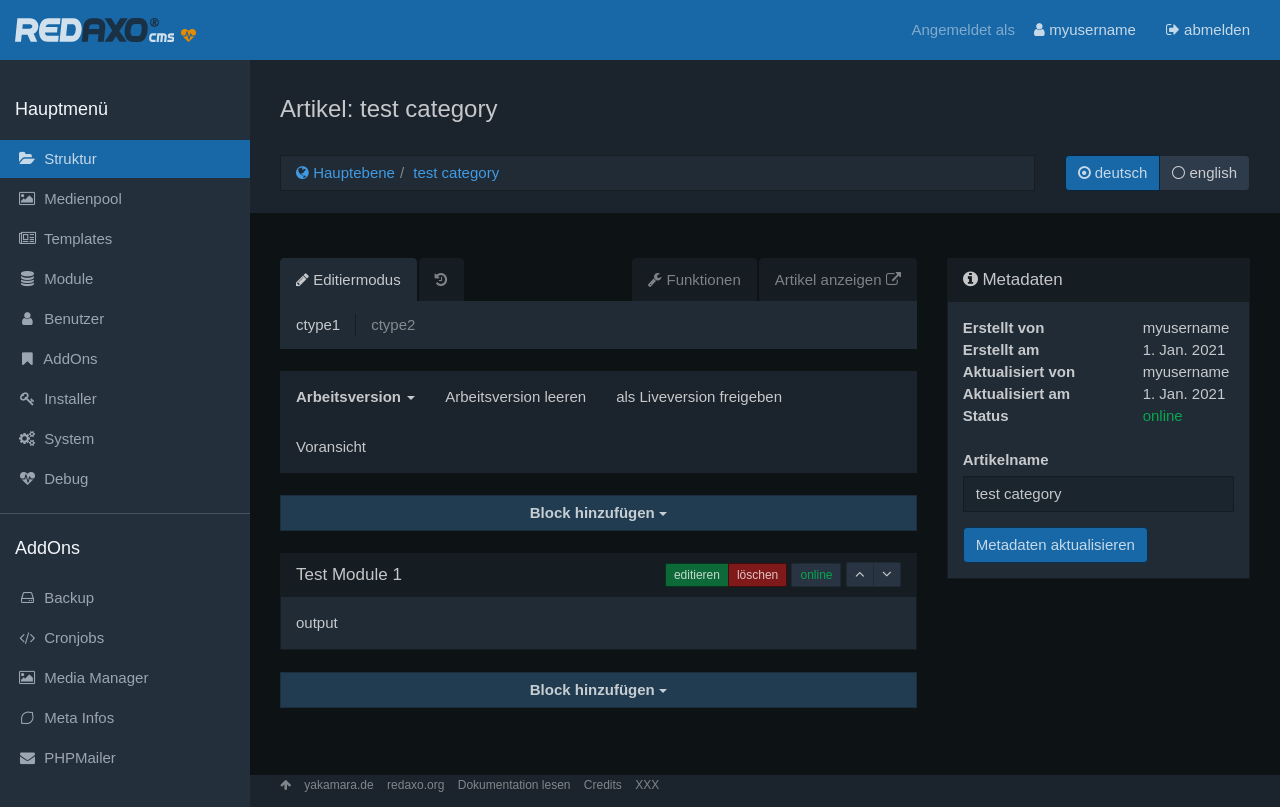 REDAXO® cms
Angemeldet als myusername abmelden
Hauptmenü
Struktur
Medienpool
Templates
Module
Benutzer
AddOns
Installer
System
Debug
AddOns
Backup
Cronjobs
Media Manager
Meta Infos
PHPMailer
Artikel: test category
Hauptebene / test category
deutsch english
Editiermodus Funktionen Artikel anzeigen
ctype1 ctype2
Arbeitsversion Arbeitsversion leeren als Liveversion freigeben
Voransicht
Block hinzufügen
Test Module 1 editieren löschen online
output
Block hinzufügen
Metadaten
Erstellt von myusername
Erstellt am 1. Jan. 2021
Aktualisiert von myusername
Aktualisiert am 1. Jan. 2021
Status online
Artikelname
test category
Metadaten aktualisieren
yakamara.de redaxo.org Dokumentation lesen Credits XXX